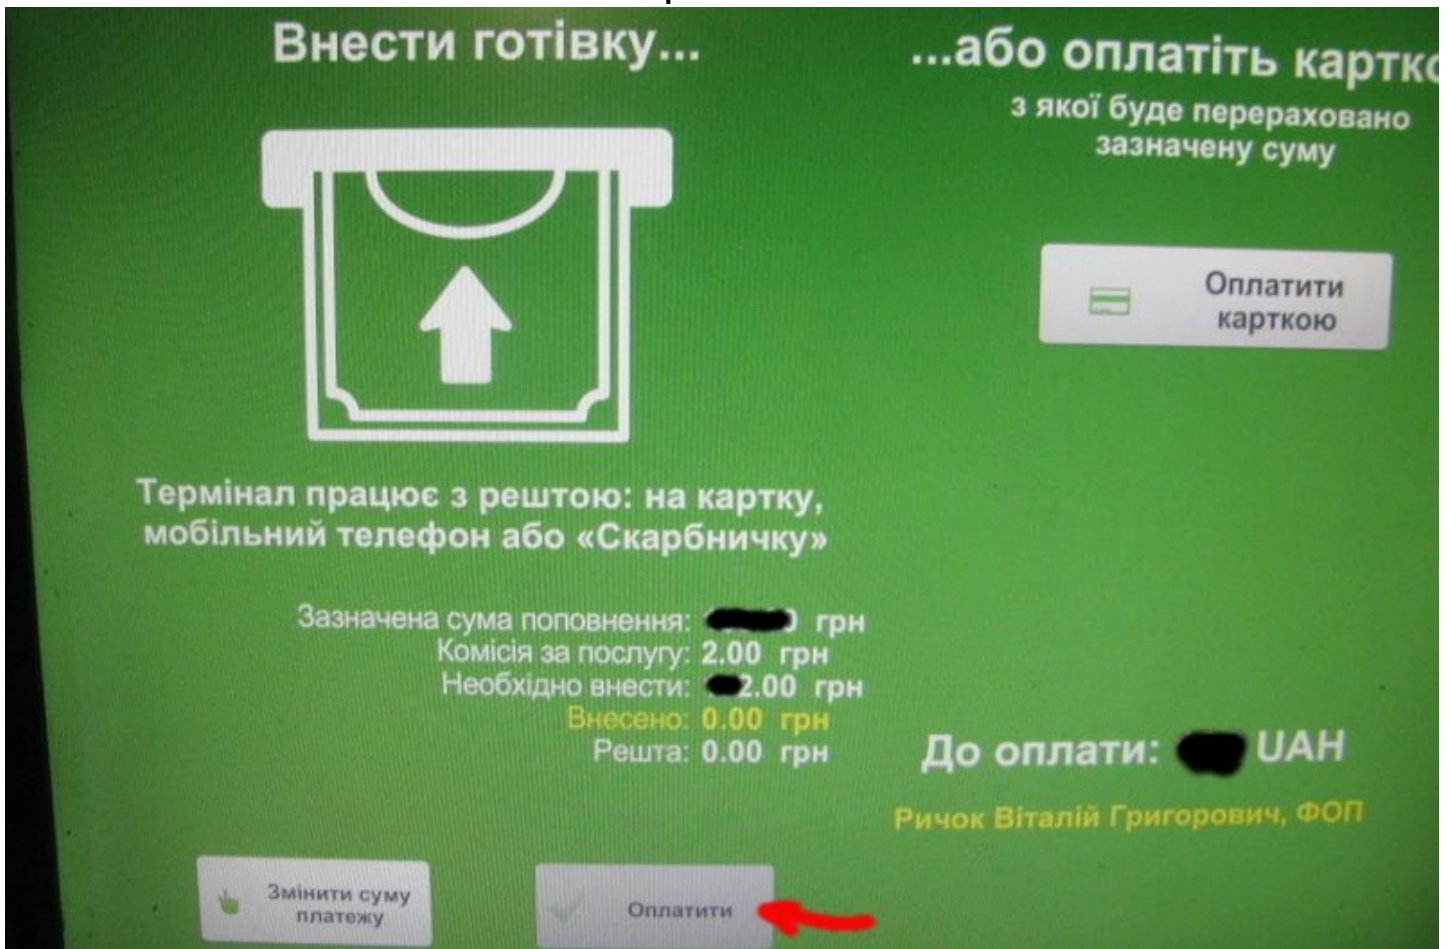 Внести готівку...
...або оплатіть картко
з якої буде перераховано
зазначену суму
Оплатити
карткою
Термінал працює з рештою: на картку,
мобільний телефон або «Скарбничку»
Зазначена сума поповнення: грн
Комісія за послугу: 2.00 грн
Необхідно внести: 2.00 грн
Внесено: 0.00 грн
Решта: 0.00 грн
До оплати: UAH
Ричок Віталій Григорович, ФОП
Змінити суму
платежу
Оплатити